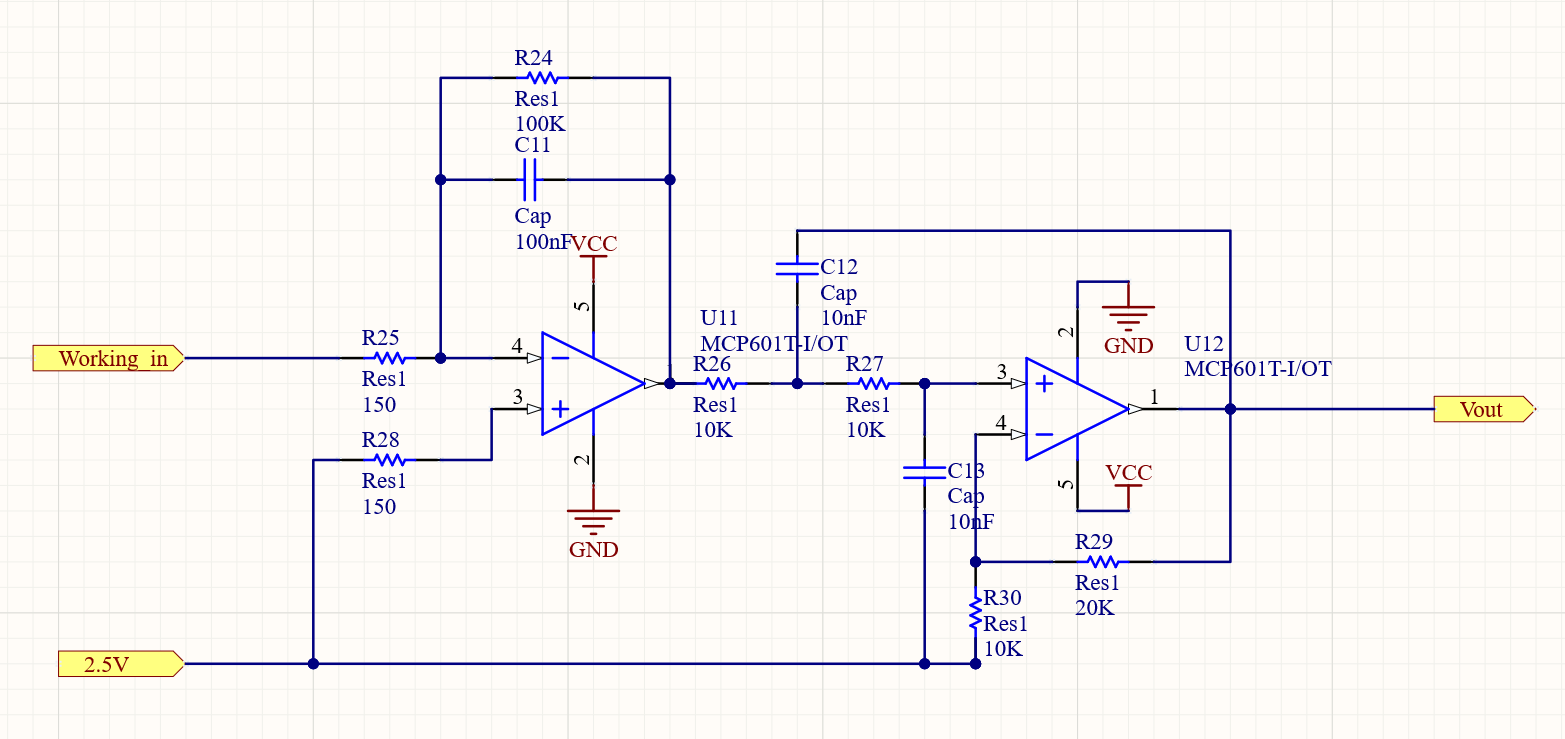 R24
Res1
100K
C11
Cap
100nF
VCC
5
C12
Cap
10nF
2
GND
U11
MCP601T-I/OT
U12
MCP601T-I/OT
Working_in
R25
Res1
150
4
3
R26
Res1
10K
R27
Res1
10K
3
4
1
Vout
R28
Res1
150
2
GND
C13
Cap
10nF
5
VCC
R29
Res1
20K
R30
Res1
10K
2.5V